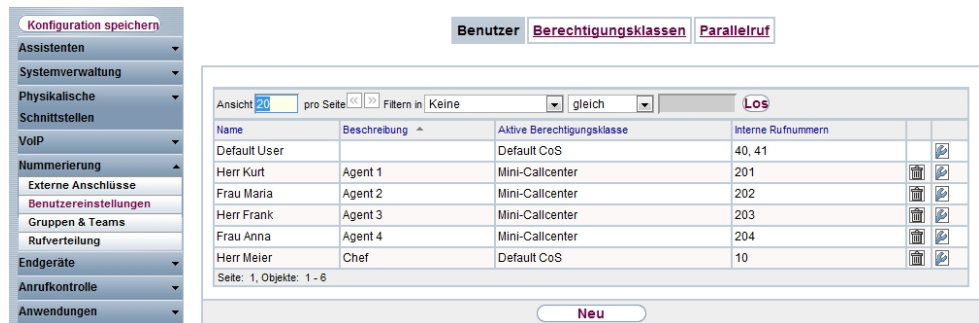 Konfiguration speichern
Assistenten
Systemverwaltung
Physikalische
Schnittstellen
VoIP
Nummerierung
Externe Anschlüsse
Benutzereinstellungen
Gruppen & Teams
Rufverteilung
Endgeräte
Anrufkontrolle
Anwendungen
Benutzer Berechtigungsklassen Parallelruf
Ansicht 20 pro Seite << >> Filtern in Keine gleich Los
Name Beschreibung Aktive Berechtigungsklasse Interne Rufnummern
Default User Default CoS 40, 41
Herr Kurt Agent 1 Mini-Callcenter 201
Frau Maria Agent 2 Mini-Callcenter 202
Herr Frank Agent 3 Mini-Callcenter 203
Frau Anna Agent 4 Mini-Callcenter 204
Herr Meier Chef Default CoS 10
Seite: 1, Objekte: 1 - 6
Neu